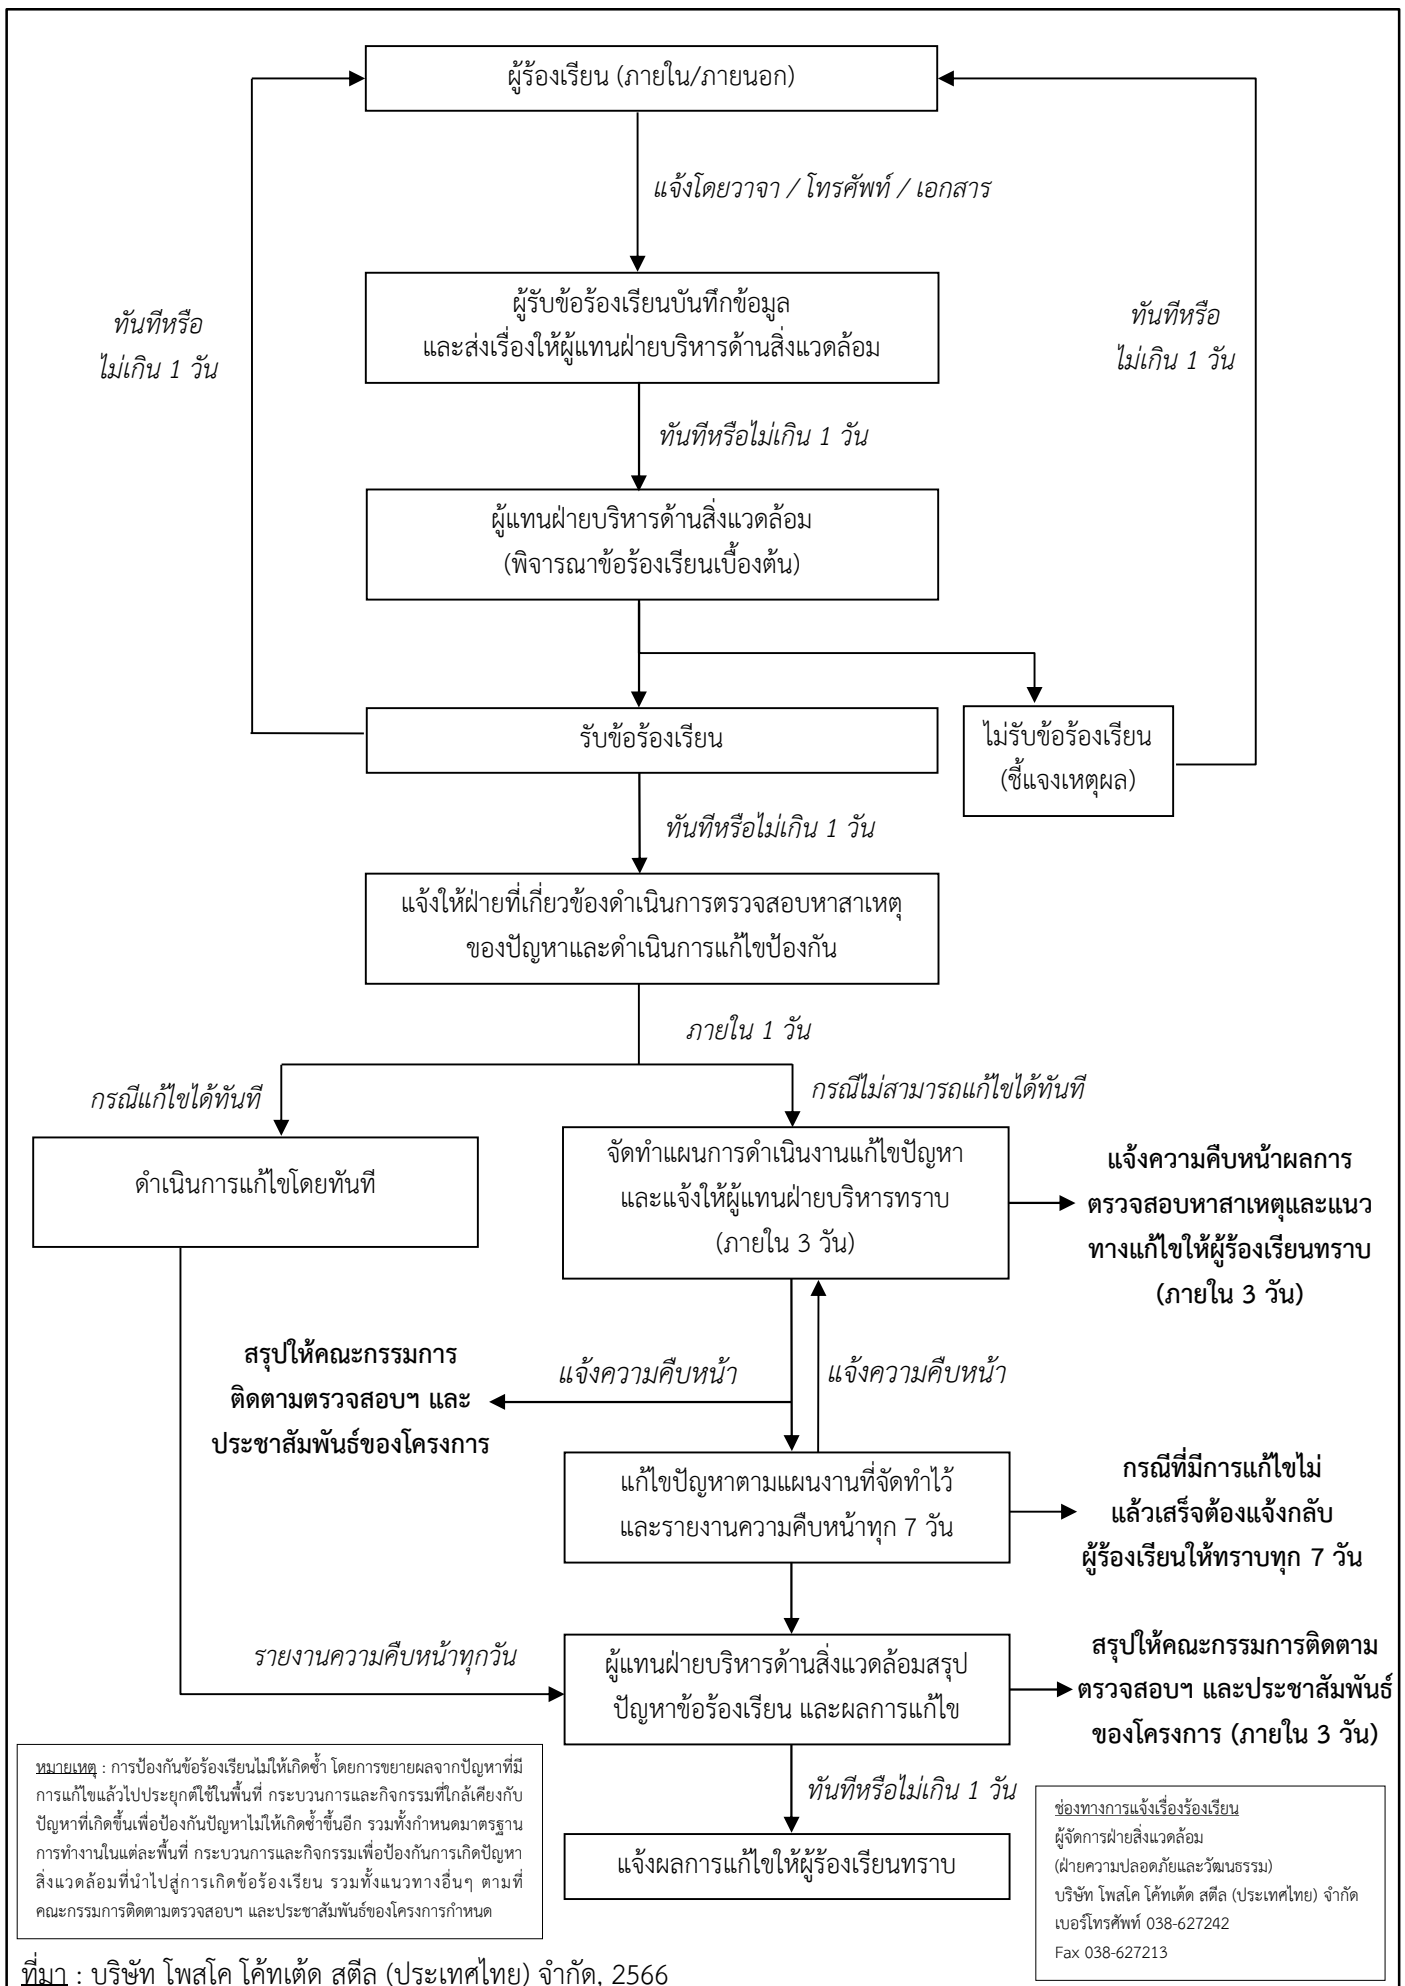 ผู้ร้องเรียน (ภายใน/ภายนอก)
แจ้งโดยวาจา / โทรศัพท์ / เอกสาร
ผู้รับข้อร้องเรียนบันทึกข้อมูล
และส่งเรื่องให้ผู้แทนฝ่ายบริหารด้านสิ่งแวดล้อม
ทันทีหรือ
ไม่เกิน 1 วัน
ทันทีหรือ
ไม่เกิน 1 วัน
ทันทีหรือไม่เกิน 1 วัน
ผู้แทนฝ่ายบริหารด้านสิ่งแวดล้อม
(พิจารณาข้อร้องเรียนเบื้องต้น)
รับข้อร้องเรียน
ไม่รับข้อร้องเรียน
(ชี้แจงเหตุผล)
ทันทีหรือไม่เกิน 1 วัน
แจ้งให้ฝ่ายที่เกี่ยวข้องดำเนินการตรวจสอบหาสาเหตุ
ของปัญหาและดำเนินการแก้ไขป้องกัน
ภายใน 1 วัน
กรณีแก้ไขได้ทันที
กรณีไม่สามารถแก้ไขได้ทันที
ดำเนินการแก้ไขโดยทันที
จัดทำแผนการดำเนินงานแก้ไขปัญหา
และแจ้งให้ผู้แทนฝ่ายบริหารทราบ
(ภายใน 3 วัน)
แจ้งความคืบหน้าผลการ
ตรวจสอบหาสาเหตุและแนว
ทางแก้ไขให้ผู้ร้องเรียนทราบ
(ภายใน 3 วัน)
สรุปให้คณะกรรมการ
ติดตามตรวจสอบฯ และ
ประชาสัมพันธ์ของโครงการ
แจ้งความคืบหน้า
แจ้งความคืบหน้า
แก้ไขปัญหาตามแผนงานที่จัดทำไว้
และรายงานความคืบหน้าทุก 7 วัน
กรณีที่มีการแก้ไขไม่
แล้วเสร็จต้องแจ้งกลับ
ผู้ร้องเรียนให้ทราบทุก 7 วัน
รายงานความคืบหน้าทุกวัน
ผู้แทนฝ่ายบริหารด้านสิ่งแวดล้อมสรุป
ปัญหาข้อร้องเรียน และผลการแก้ไข
สรุปให้คณะกรรมการติดตาม
ตรวจสอบฯ และประชาสัมพันธ์
ของโครงการ (ภายใน 3 วัน)
ทันทีหรือไม่เกิน 1 วัน
แจ้งผลการแก้ไขให้ผู้ร้องเรียนทราบ
หมายเหตุ : การป้องกันข้อร้องเรียนไม่ให้เกิดซ้ำ โดยการขยายผลจากปัญหาที่มี
การแก้ไขแล้วไปประยุกต์ใช้ในพื้นที่ กระบวนการและกิจกรรมที่ใกล้เคียงกับ
ปัญหาที่เกิดขึ้นเพื่อป้องกันปัญหาไม่ให้เกิดซ้ำขึ้นอีก รวมทั้งกำหนดมาตรฐาน
การทำงานในแต่ละพื้นที่ กระบวนการและกิจกรรมเพื่อป้องกันการเกิดปัญหา
สิ่งแวดล้อมที่นำไปสู่การเกิดข้อร้องเรียน รวมทั้งแนวทางอื่นๆ ตามที่
คณะกรรมการติดตามตรวจสอบฯ และประชาสัมพันธ์ของโครงการกำหนด
ช่องทางการแจ้งเรื่องร้องเรียน
ผู้จัดการฝ่ายสิ่งแวดล้อม
(ฝ่ายความปลอดภัยและวัฒนธรรม)
บริษัท โพสโค โค้ทเต้ด สตีล (ประเทศไทย) จำกัด
เบอร์โทรศัพท์ 038-627242
Fax 038-627213
ที่มา : บริษัท โพสโค โค้ทเต้ด สตีล (ประเทศไทย) จำกัด, 2566